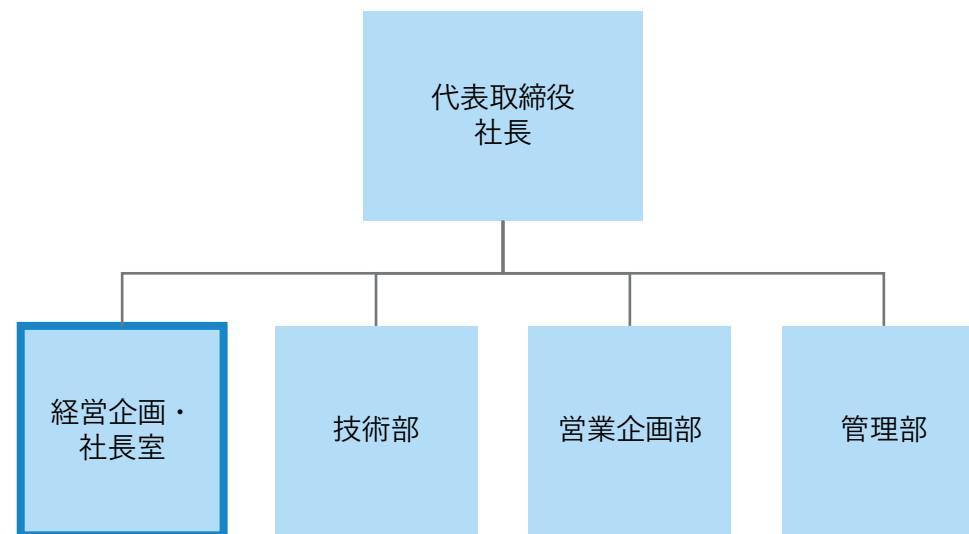 代表取締役
社長
経営企画・
社長室
技術部
営業企画部
管理部